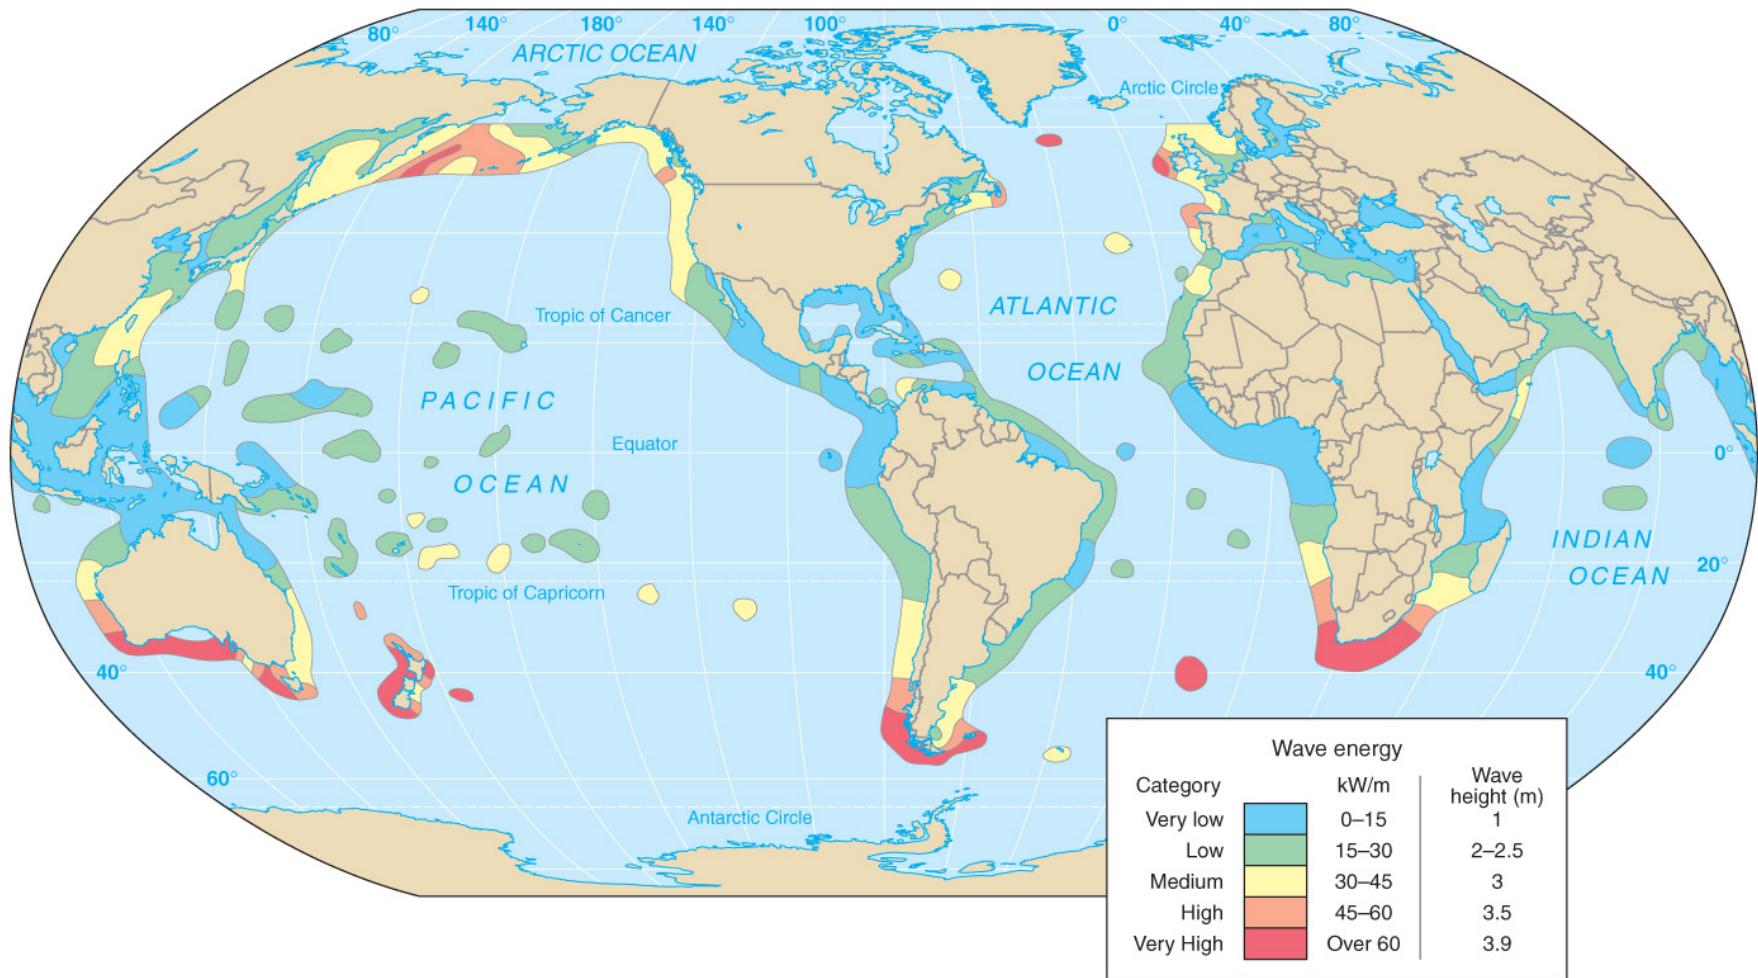 80° 140° 180° 140° 100° 0° 40° 80°
ARCTIC OCEAN
Arctic Circle
Tropic of Cancer
ATLANTIC
OCEAN
PACIFIC
OCEAN
Equator
0°
INDIAN
OCEAN
20°
Tropic of Capricorn
40°
40°
60°
Antarctic Circle
Wave energy
Category kW/m Wave height (m)
Very low 0–15 1
Low 15–30 2–2.5
Medium 30–45 3
High 45–60 3.5
Very High Over 60 3.9